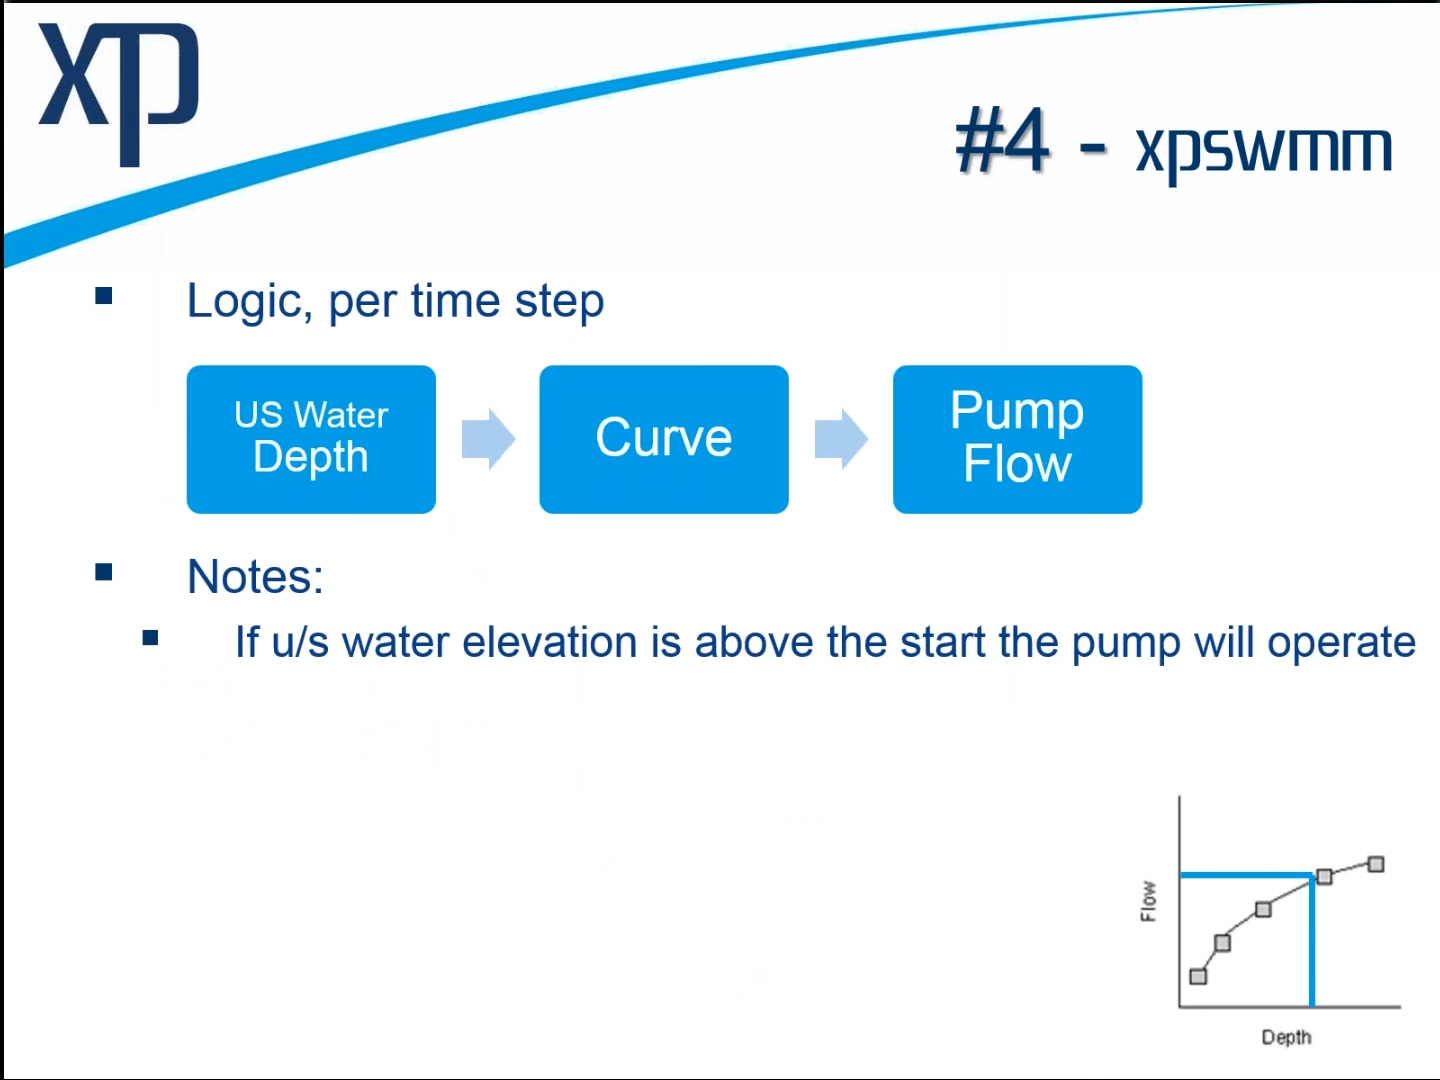 xp
#4 - xpswmm
Logic, per time step
US Water
Depth
Curve
Pump
Flow
Notes:
If u/s water elevation is above the start the pump will operate
Flow
Depth